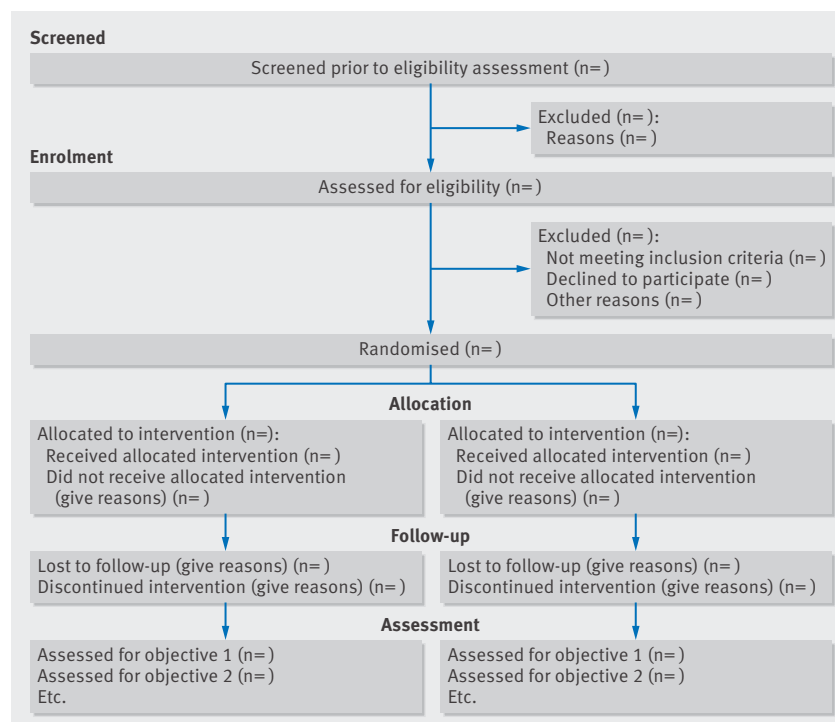 Screened
Screened prior to eligibility assessment (n= )
Excluded (n= ):
Reasons (n= )
Enrolment
Assessed for eligibility (n= )
Excluded (n= ):
Not meeting inclusion criteria (n= )
Declined to participate (n= )
Other reasons (n= )
Randomised (n= )
Allocation
Allocated to intervention (n=):
Received allocated intervention (n= )
Did not receive allocated intervention
(give reasons) (n= )
Allocated to intervention (n=):
Received allocated intervention (n= )
Did not receive allocated intervention
(give reasons) (n= )
Follow-up
Lost to follow-up (give reasons) (n= )
Discontinued intervention (give reasons) (n= )
Lost to follow-up (give reasons) (n= )
Discontinued intervention (give reasons) (n= )
Assessment
Assessed for objective 1 (n= )
Assessed for objective 2 (n= )
Etc.
Assessed for objective 1 (n= )
Assessed for objective 2 (n= )
Etc.